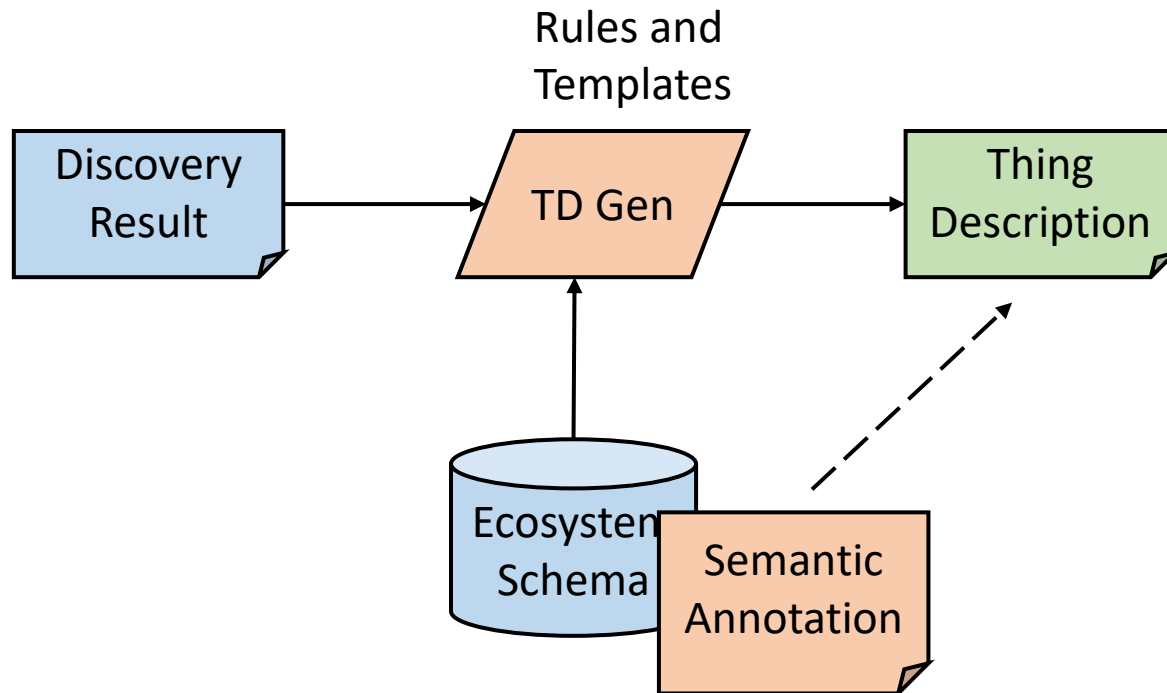 Rules and
Templates
Discovery
Result
TD Gen
Thing
Description
Ecosystem
Schema
Semantic
Annotation